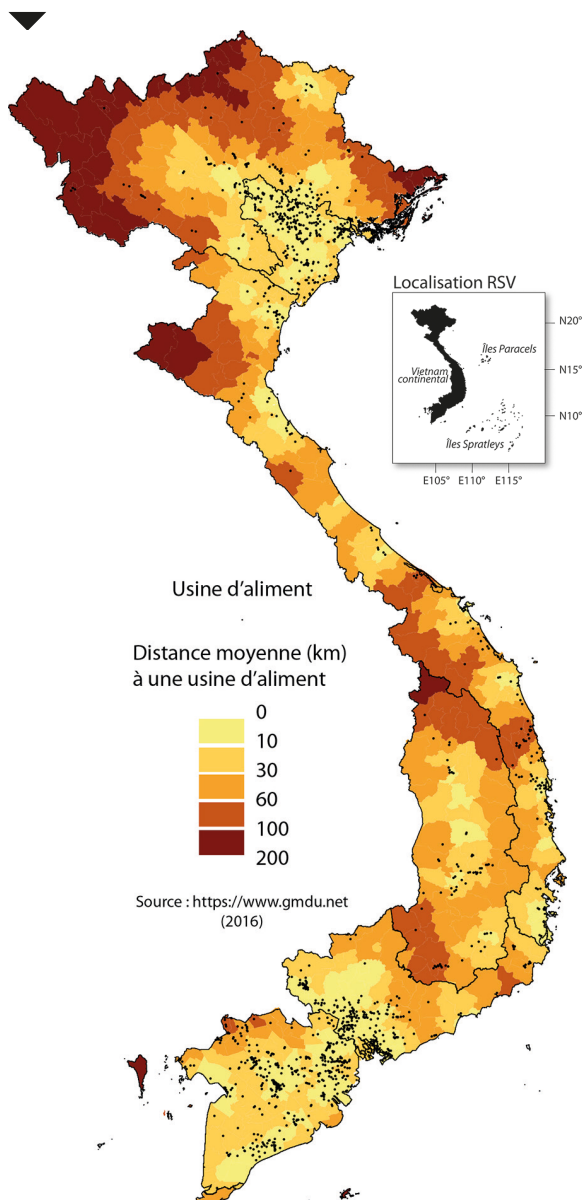 Localisation RSV
N20°
Îles Paracels
N15°
Vietnam
continental
N10°
Îles Spratleys
E105° E110° E115°
Usine d’aliment
Distance moyenne (km)
à une usine d’aliment
0
10
30
60
100
200
Source : https://www.gmdu.net
(2016)